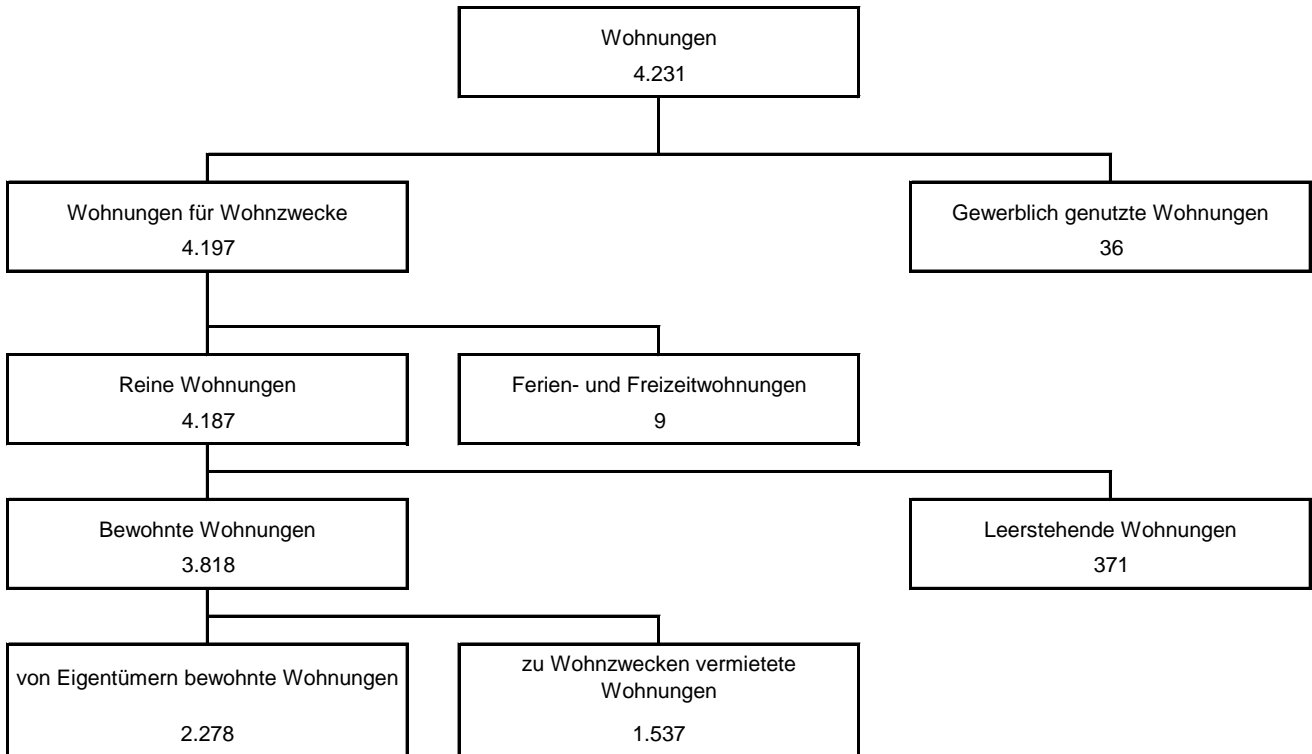 Wohnungen
4.231
Wohnungen für Wohnzwecke
4.197
Gewerblich genutzte Wohnungen
36
Reine Wohnungen
4.187
Ferien- und Freizeitwohnungen
9
Bewohnte Wohnungen
3.818
Leerstehende Wohnungen
371
von Eigentümern bewohnte Wohnungen
2.278
zu Wohnzwecken vermietete
Wohnungen
1.537